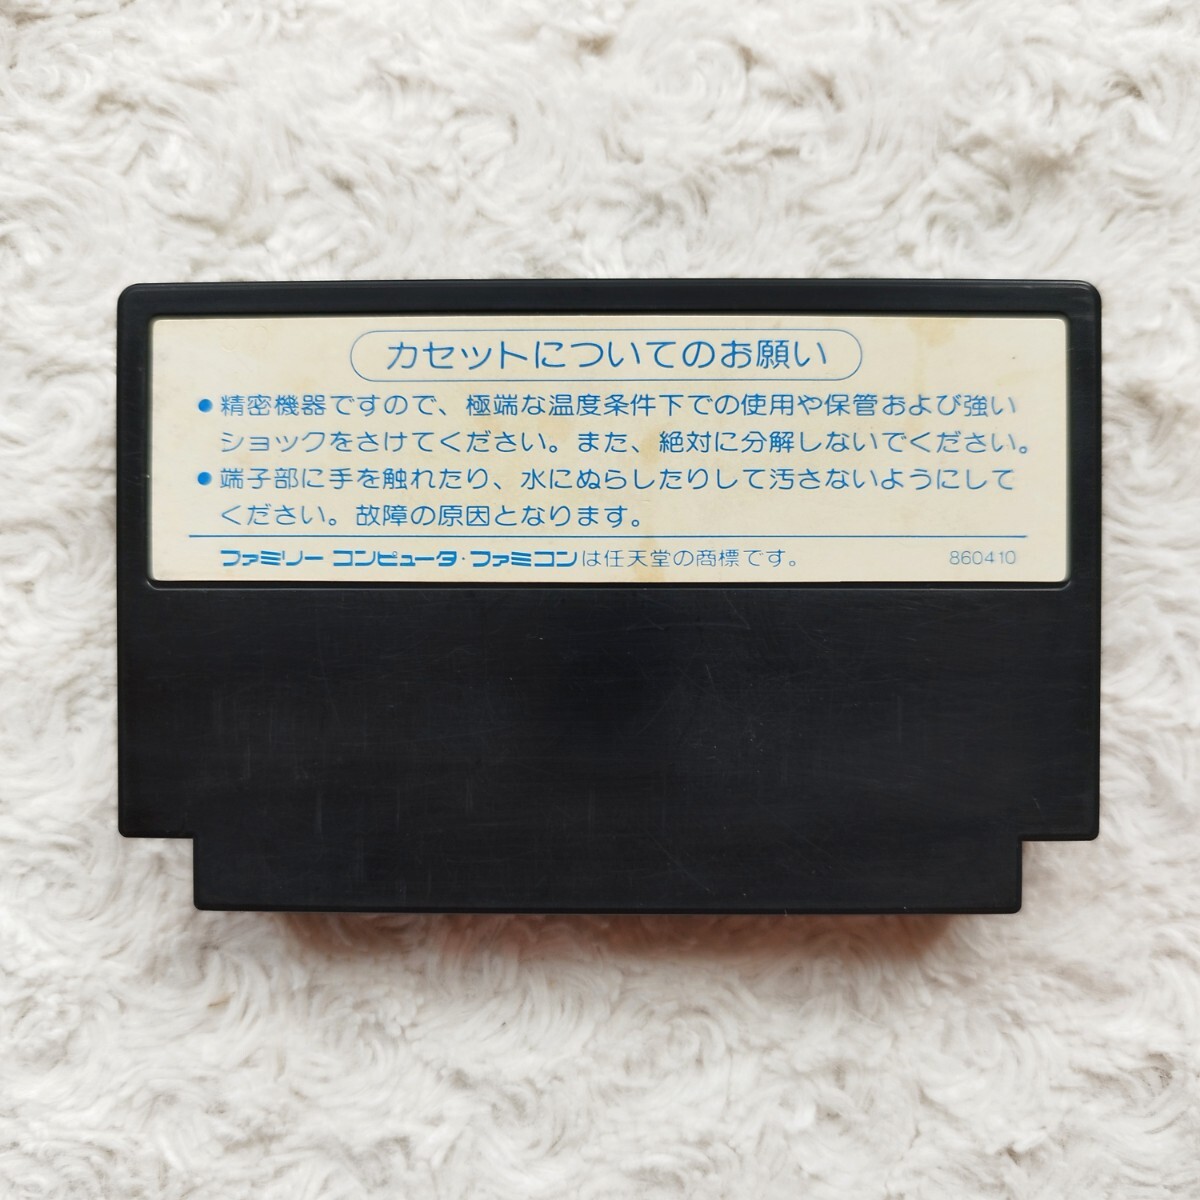 カセットについてのお願い
●精密機器ですので、極端な温度条件下での使用や保管および強い
ショックをさけてください。また、絶対に分解しないでください。
●端子部に手を触れたり、水にぬらしたりして汚さないようにして
ください。故障の原因となります。
ファミリー コンピュータ・ファミコンは任天堂の商標です。 860410